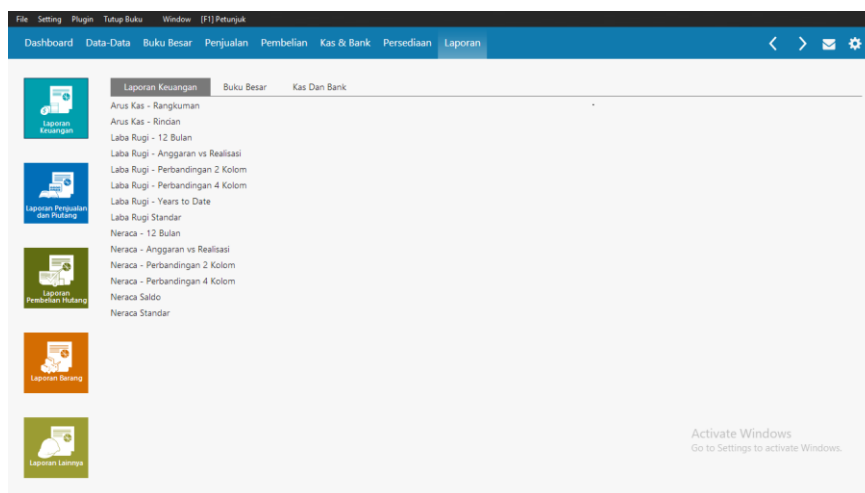 File Setting Plugin Tutup Buku Window [F1] Petunjuk
Dashboard Data-Data Buku Besar Penjualan Pembelian Kas & Bank Persediaan Laporan
Laporan Keuangan Buku Besar Kas Dan Bank
Arus Kas - Rangkuman
Arus Kas - Rincian
Laba Rugi - 12 Bulan
Laba Rugi - Anggaran vs Realisasi
Laba Rugi - Perbandingan 2 Kolom
Laba Rugi - Perbandingan 4 Kolom
Laba Rugi - Years to Date
Laba Rugi Standar
Neraca - 12 Bulan
Neraca - Anggaran vs Realisasi
Neraca - Perbandingan 2 Kolom
Neraca - Perbandingan 4 Kolom
Neraca Saldo
Neraca Standar
Laporan
Keuangan
Laporan Penjualan
dan Piutang
Laporan
Pembelian Hutang
Laporan Barang
Laporan Lainnya
Activate Windows
Go to Settings to activate Windows.